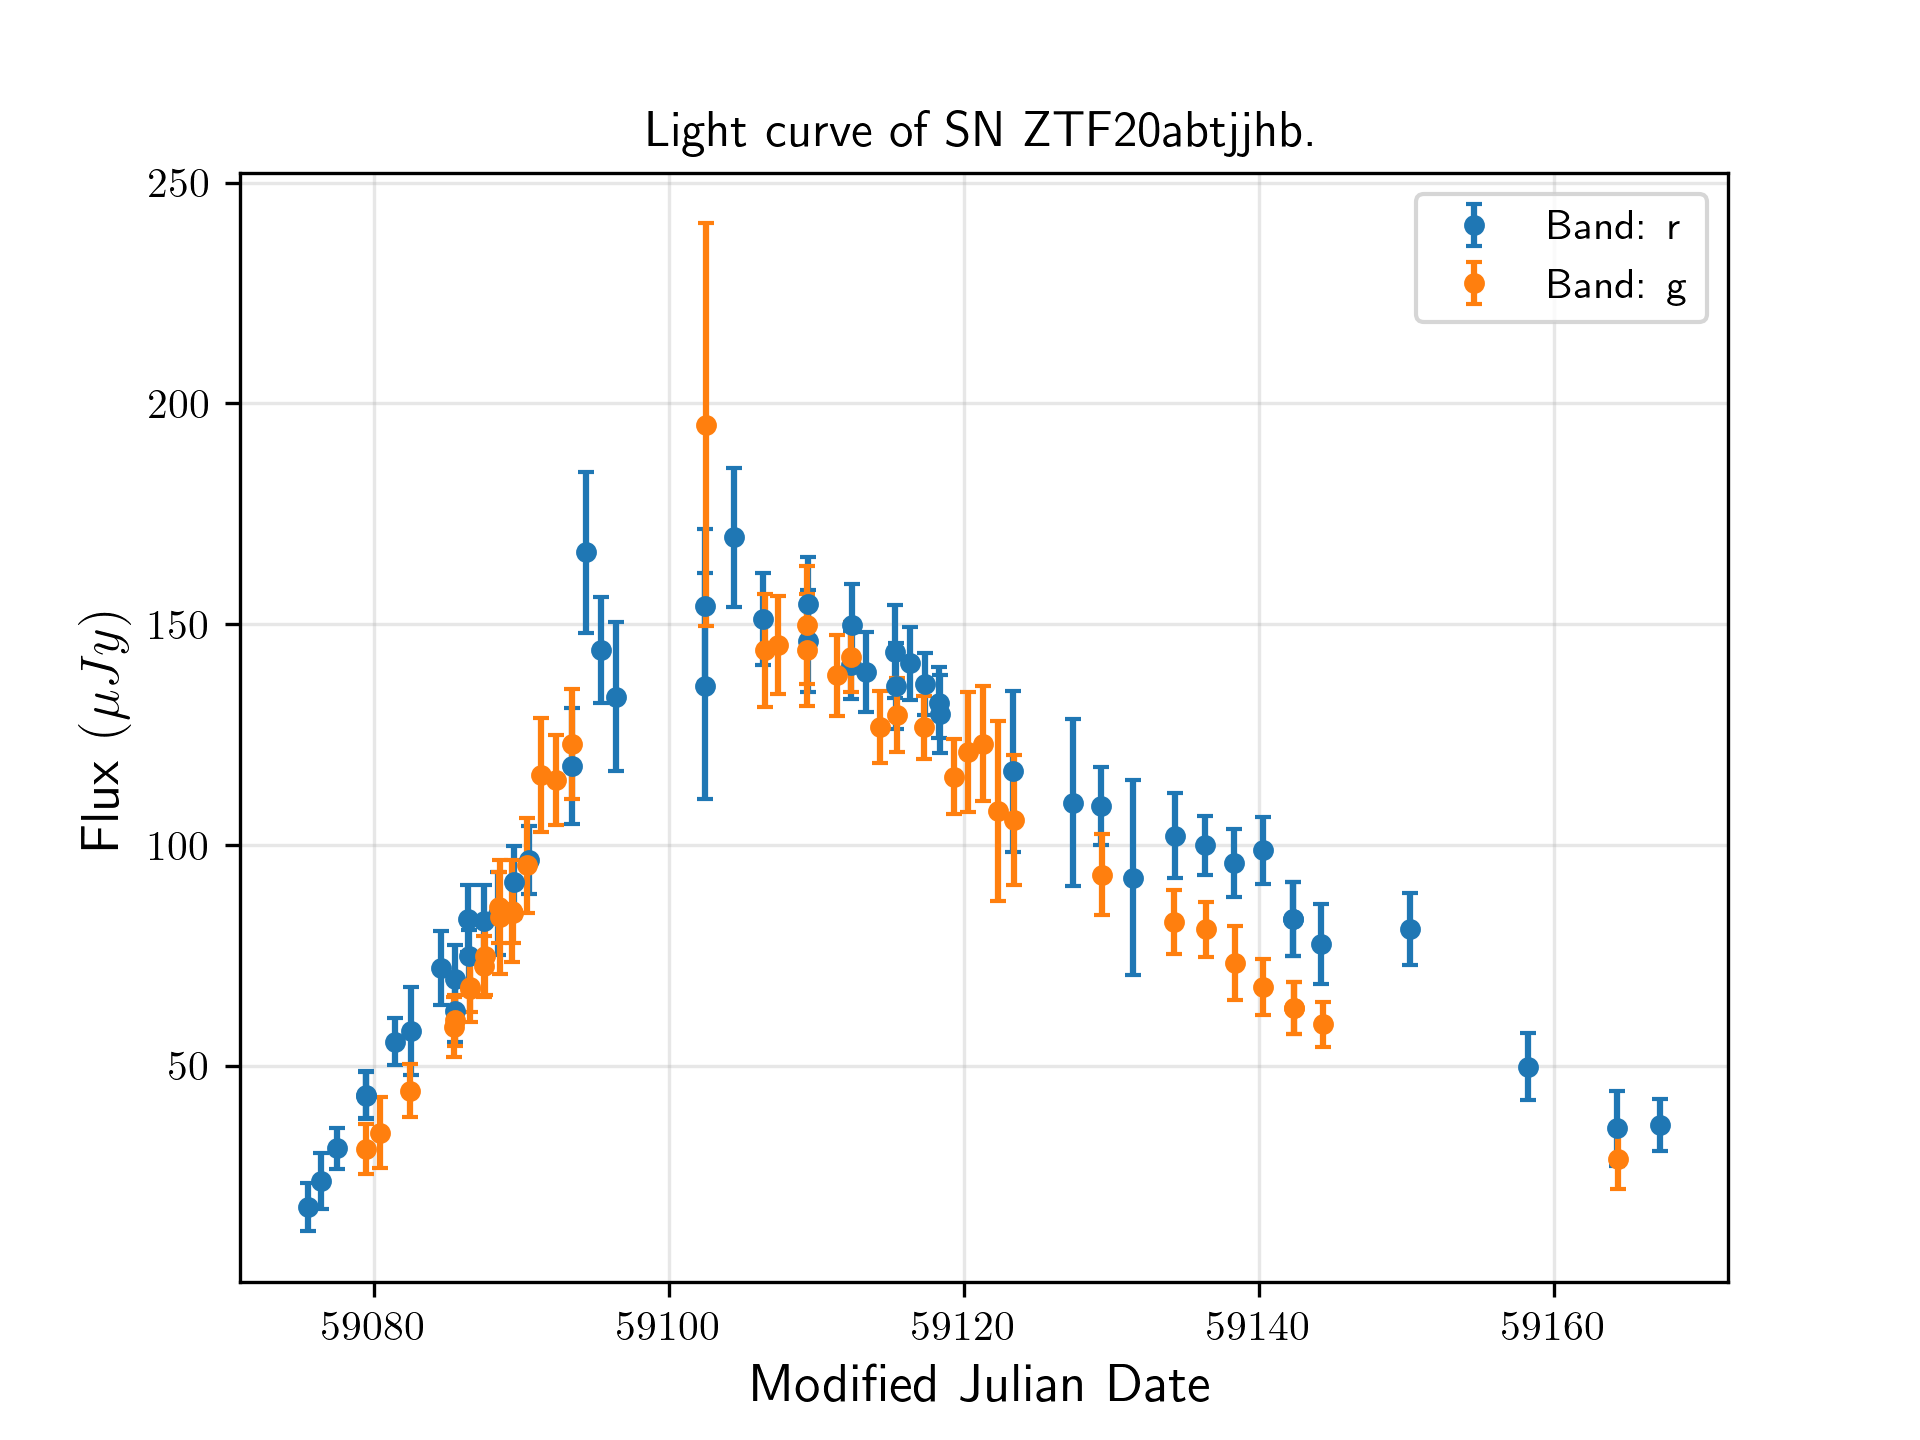 Light curve of SN ZTF20abtjjhb.
250
200
150
100
50
Flux (μJy)
Band: r
Band: g
59080 59100 59120 59140 59160
Modified Julian Date